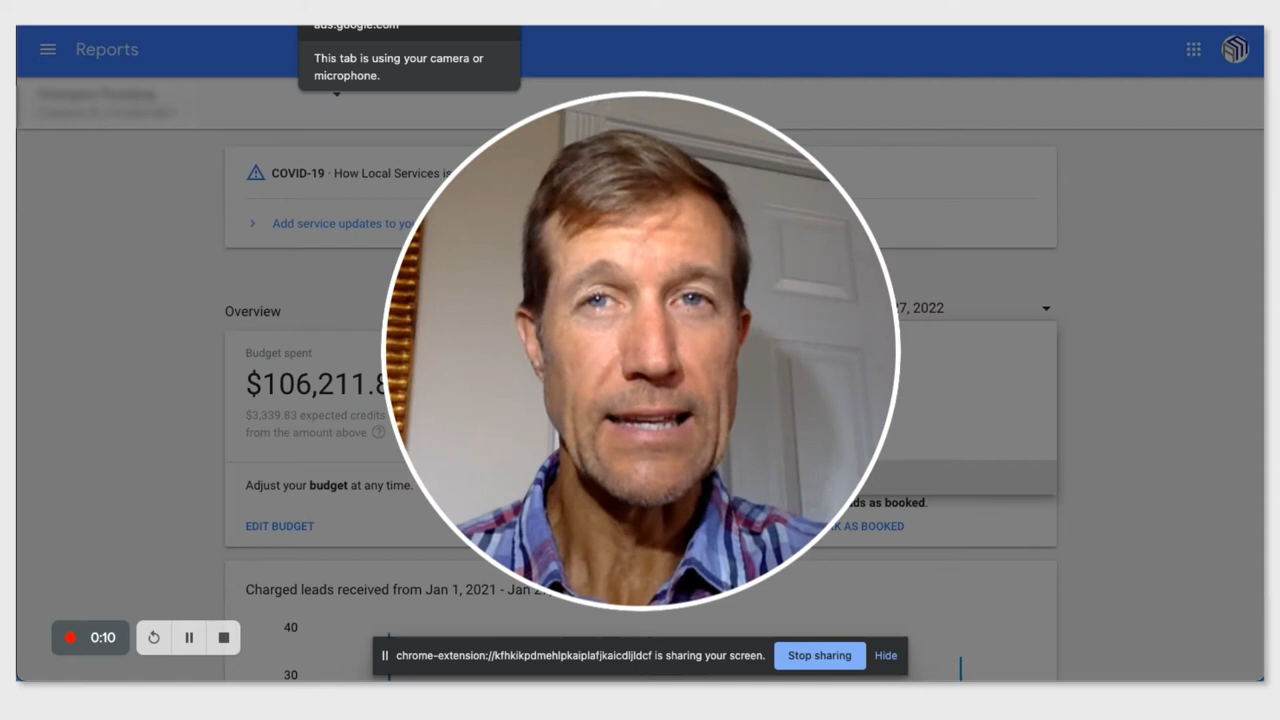 ads.google.com
This tab is using your camera or
microphone.
Reports
COVID-19 · How Local Services is
Add service updates to yo
Overview
7, 2022
Budget spent
$106,211.8
$3,339.83 expected credits
from the amount above
Adjust your budget at any time.
ds as booked.
EDIT BUDGET
K AS BOOKED
Charged leads received from Jan 1, 2021 - Jan 2
40
0:10
chrome-extension://kfhkikpdmehlpkaiplafjkaicdljldcf is sharing your screen.
Stop sharing
Hide
30